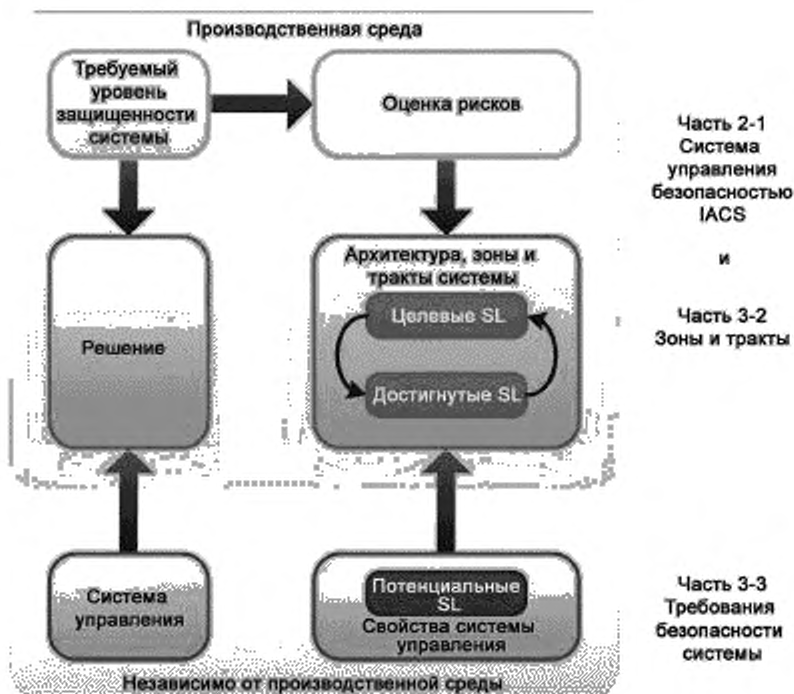 Производственная среда
Требуемый
уровень
защищенности
системы
Оценка рисков
Часть 2-1
Система
управления
безопасностью
IACS
и
Часть 3-2
Зоны и тракты
Решение
Архитектура, зоны и
тракты системы
Целевые SL
Достигнутые SL
Система
управления
Потенциальные
SL
Свойства системы
управления
Часть 3-3
Требования
безопасности
системы
Независимо от производственной среды